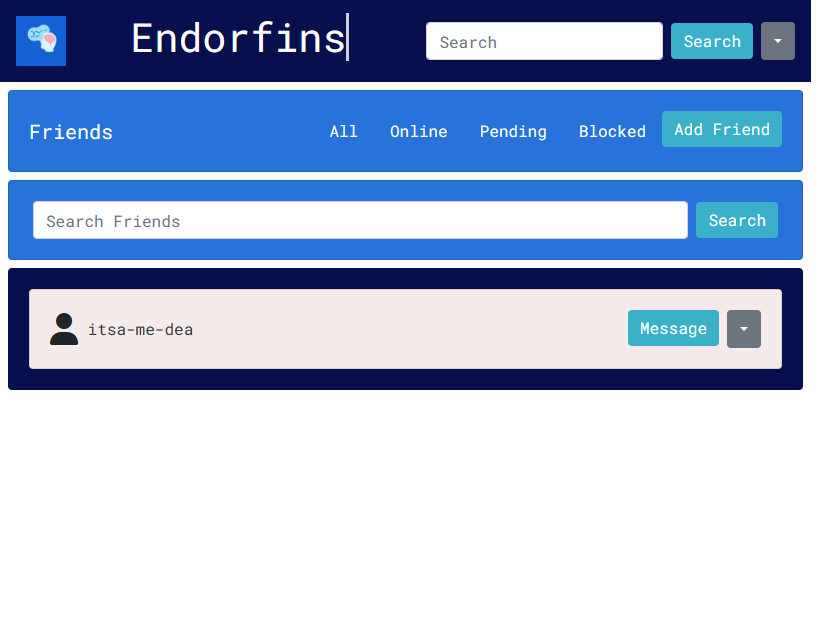 Endorfins
Search Search
Friends All Online Pending Blocked Add Friend
Search Friends Search
itsa-me-dea Message